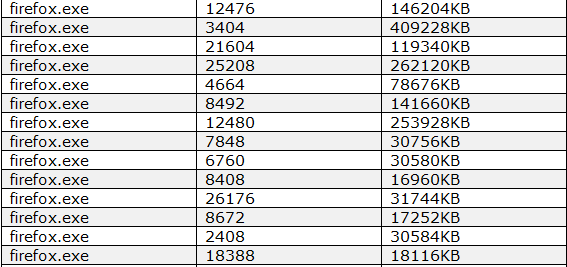 firefox.exe 12476 146204KB
firefox.exe 3404 409228KB
firefox.exe 21604 119340KB
firefox.exe 25208 262120KB
firefox.exe 4664 78676KB
firefox.exe 8492 141660KB
firefox.exe 12480 253928KB
firefox.exe 7848 30756KB
firefox.exe 6760 30580KB
firefox.exe 8408 16960KB
firefox.exe 26176 31744KB
firefox.exe 8672 17252KB
firefox.exe 2408 30584KB
firefox.exe 18388 18116KB